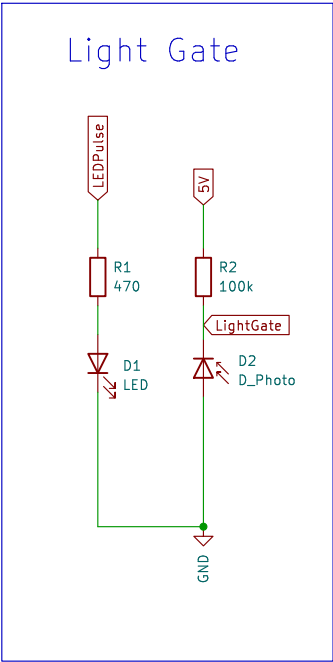 Light Gate
LEDPulse
5V
R1
470
R2
100k
LightGate
D1
LED
D2
D_Photo
GND